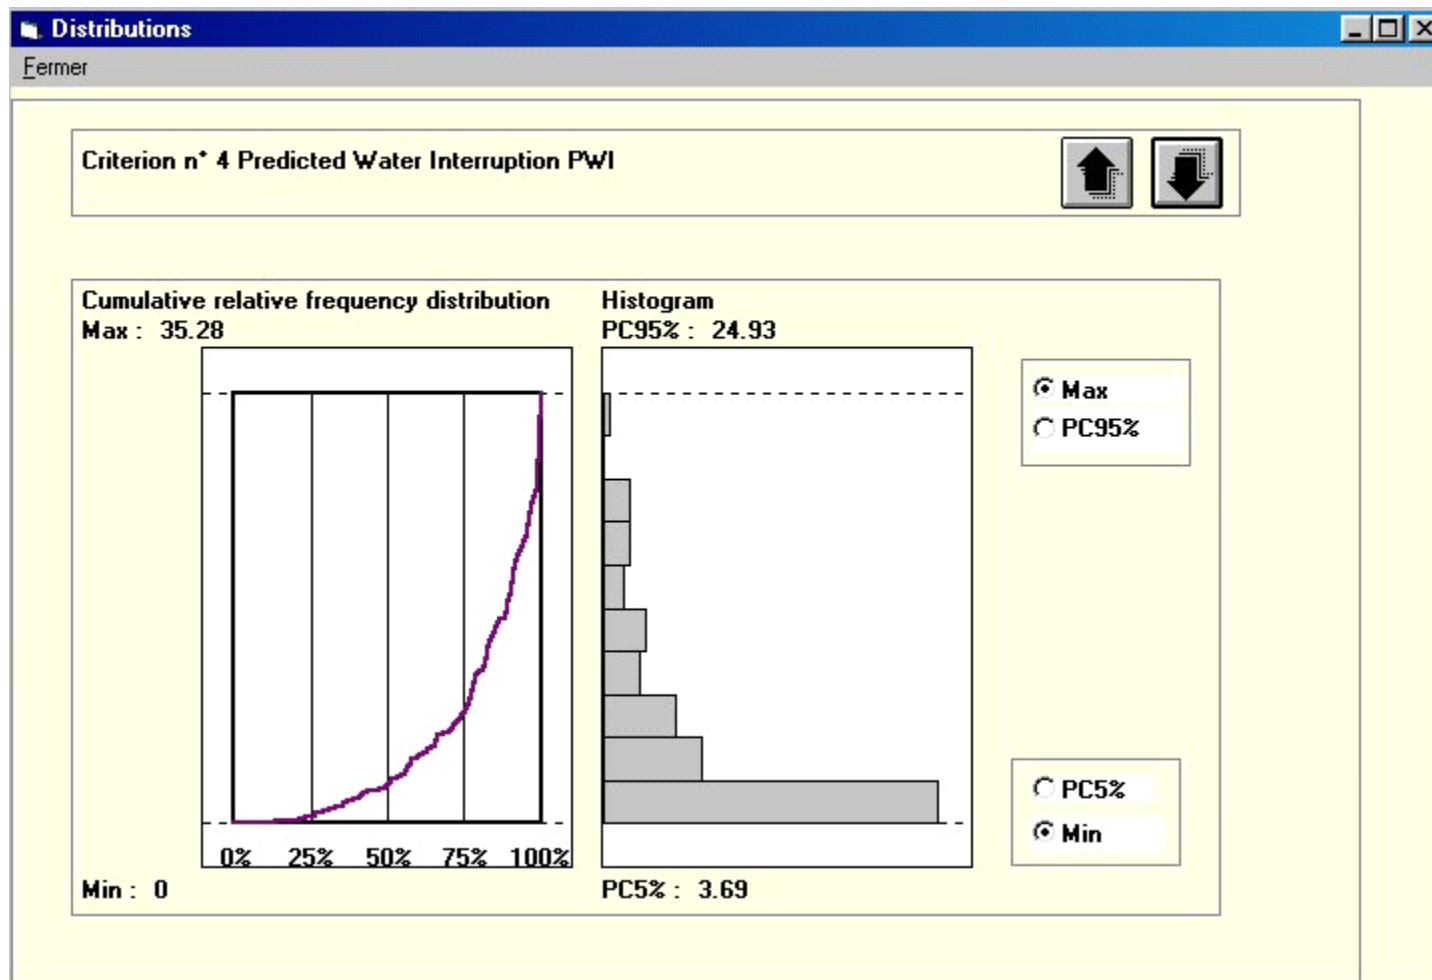 Distributions
Fermer
Criterion n° 4 Predicted Water Interruption PWI
Cumulative relative frequency distribution
Max : 35.28
Histogram
PC95% : 24.93
Max
PC95%
0% 25% 50% 75% 100%
Min : 0
PC5% : 3.69
PC5%
Min